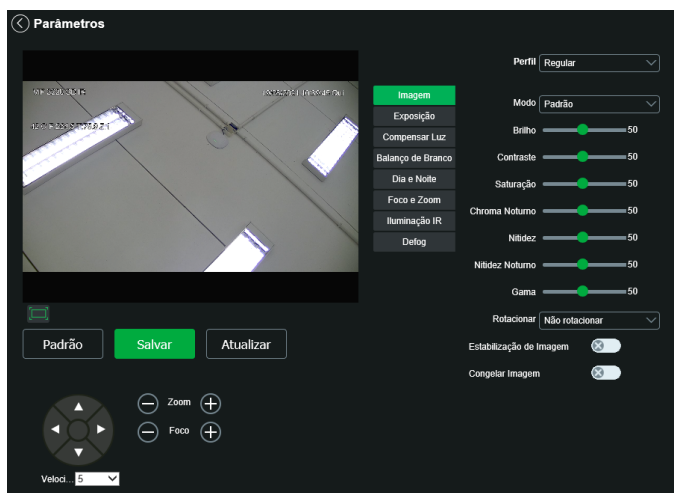 Parâmetros
Perfil Regular
Imagem
Exposição
Compensar Luz
Balanço de Branco
Dia e Noite
Foco e Zoom
Iluminação IR
Defog
Modo Padrão
Brilho 50
Contraste 50
Saturação 50
Chroma Noturno 50
Nitidez 50
Nitidez Noturno 50
Gama 50
Rotacionar Não rotacionar
Estabilização de Imagem
Congelar Imagem
Padrão
Salvar
Atualizar
Zoom
Foco
Veloci... 5